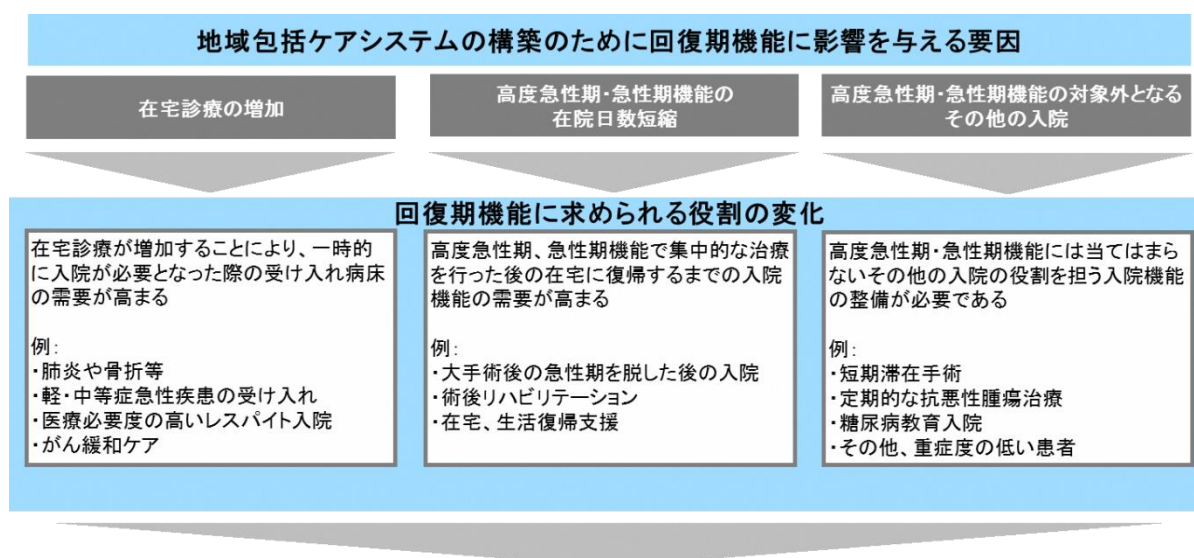 地域包括ケアシステムの構築のために回復期機能に影響を与える要因
在宅診療の増加
高度急性期・急性期機能の
在院日数短縮
高度急性期・急性期機能の対象外となる
その他の入院
回復期機能に求められる役割の変化
在宅診療が増加することにより、一時的
に入院が必要となった際の受け入れ病床
の需要が高まる
例:
・肺炎や骨折等
・軽・中等症急性疾患の受け入れ
・医療必要度の高いレスパイト入院
・がん緩和ケア
高度急性期、急性期機能で集中的な治療
を行った後の在宅に復帰するまでの入院
機能の需要が高まる
例:
・大手術後の急性期を脱した後の入院
・術後リハビリテーション
・在宅、生活復帰支援
高度急性期・急性期機能には当てはまら
ないその他の入院の役割を担う入院機能
の整備が必要である
例:
・短期滞在手術
・定期的な抗悪性腫瘍治療
・糖尿病教育入院
・その他、重症度の低い患者